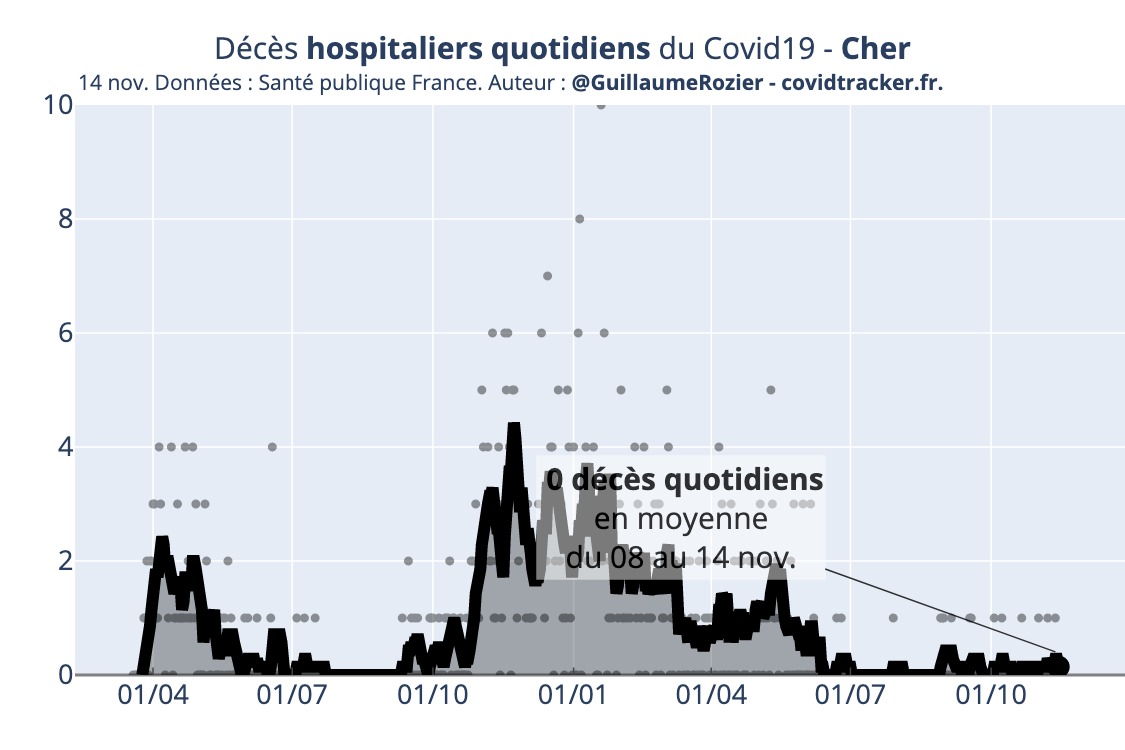 Décès hospitaliers quotidiens du Covid19 - Cher
14 nov. Données : Santé publique France. Auteur : @GuillaumeRozier - covidtracker.fr.
10
8
6
4
2
0
0 décès quotidiens
en moyenne
du 08 au 14 nov.
01/04 01/07 01/10 01/01 01/04 01/07 01/10